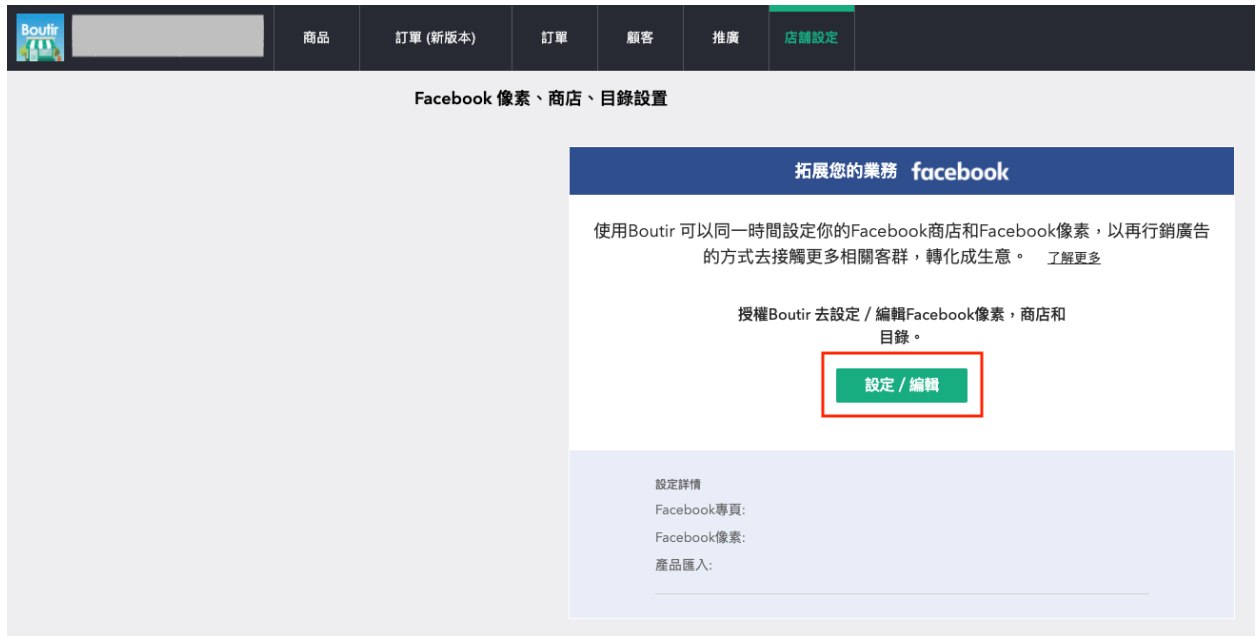 Boutir
商品
訂單 (新版本)
訂單
顧客
推廣
店舖設定
Facebook 像素、商店、目錄設置
拓展您的業務 facebook
使用Boutir 可以同一時間設定你的Facebook商店和Facebook像素，以再行銷廣告
的方式去接觸更多相關客群，轉化成生意。 了解更多
授權Boutir 去設定 / 編輯Facebook像素，商店和
目錄。
設定 / 編輯
設定詳情
Facebook專頁:
Facebook像素:
產品匯入: